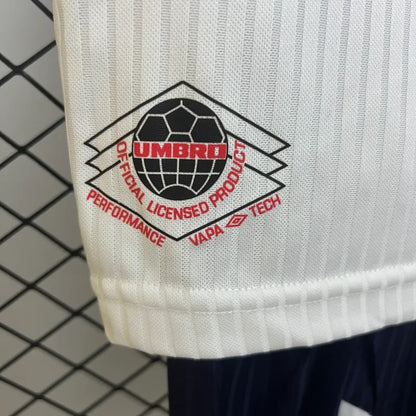 UMBRO
OFFICIAL LICENSED PRODUCT
PERFORMANCE VAPA TECH